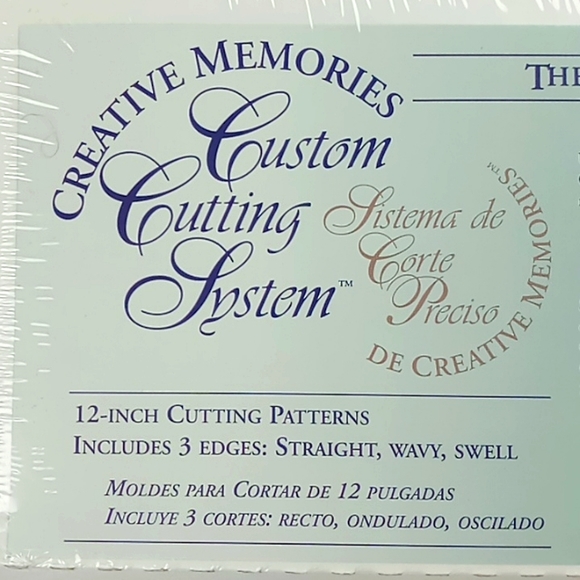 CREATIVE MEMORIES
Custom
Cutting
System™
Sistema de
Corte
Preciso
DE CREATIVE MEMORIES™
12-INCH CUTTING PATTERNS
INCLUDES 3 EDGES: STRAIGHT, WAVY, SWELL
MOLDES PARA CORTAR DE 12 PULGADAS
INCLUYE 3 CORTES: RECTO, ONDULADO, OSCILADO
THE